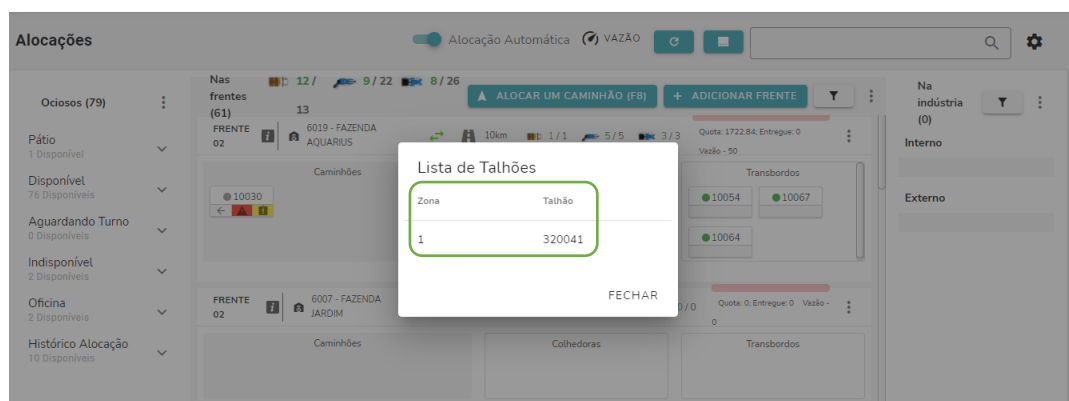 Alocações
Alocação Automática
VAZÃO
Ociosos (79)
Pátio
1 Disponível
Disponível
76 Disponíveis
Aguardando Turno
0 Disponíveis
Indisponível
2 Disponíveis
Oficina
2 Disponíveis
Histórico Alocação
10 Disponíveis
Nas frentes (61)
12 / 13
9 / 22
8 / 26
ALOCAR UM CAMINHÃO (F8)
+ ADICIONAR FRENTE
FRENTE 02
6019 - FAZENDA AQUARIUS
10km
1 / 1
5 / 5
3 / 3
Quota: 1722.84; Entregue: 0
Vazão - 50
Caminhões
10030
Transbordos
10054
10067
10064
Lista de Talhões
Zona
Talhão
1
320041
FECHAR
FRENTE 02
6007 - FAZENDA JARDIM
0 / 0
Quota: 0; Entregue: 0 Vazão - 0
Caminhões
Colhedoras
Transbordos
Na indústria (0)
Interno
Externo